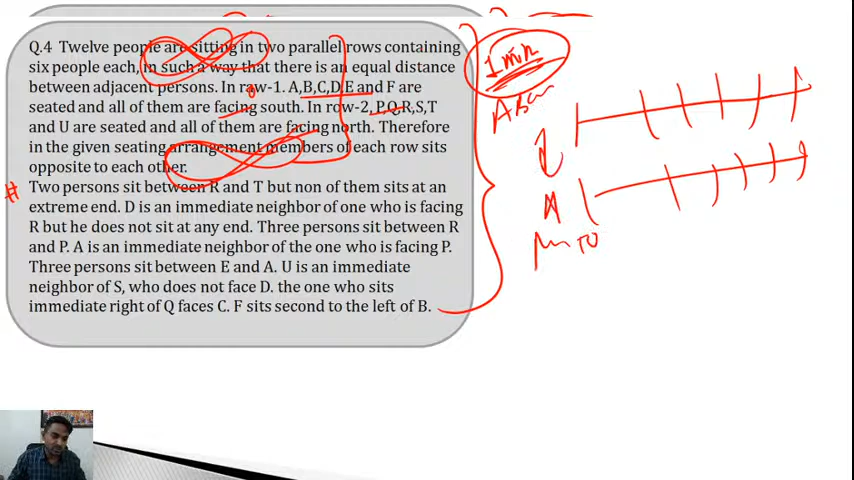 Q.4 Twelve people are sitting in two parallel rows containing
six people each, in such a way that there is an equal distance
between adjacent persons. In row-1. A,B,C,D,E and F are
seated and all of them are facing south. In row-2, P,Q,R,S,T
and U are seated and all of them are facing north. Therefore
in the given seating arrangement members of each row sits
opposite to each other.
Two persons sit between R and T but non of them sits at an
extreme end. D is an immediate neighbor of one who is facing
R but he does not sit at any end. Three persons sit between R
and P. A is an immediate neighbor of the one who is facing P.
Three persons sit between E and A. U is an immediate
neighbor of S, who does not face D. the one who sits
immediate right of Q faces C. F sits second to the left of B.
1 min